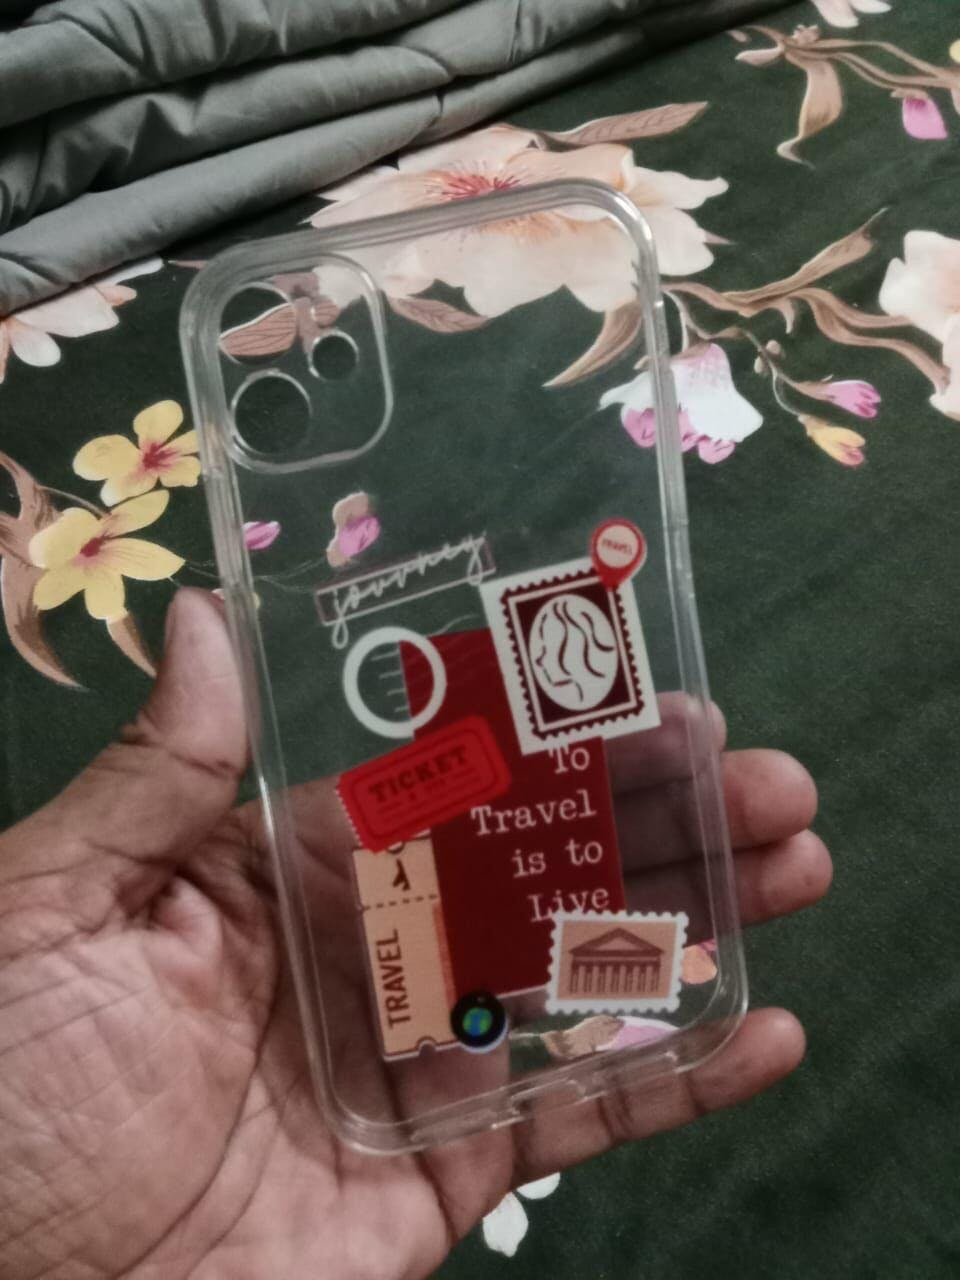 journey
TRAVEL
To
Travel
is to
Live
TICKET
TRAVEL